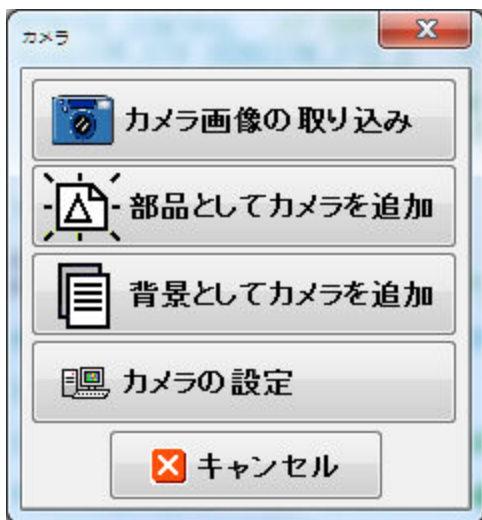 カメラ
カメラ画像の取り込み
部品としてカメラを追加
背景としてカメラを追加
カメラの設定
キャンセル